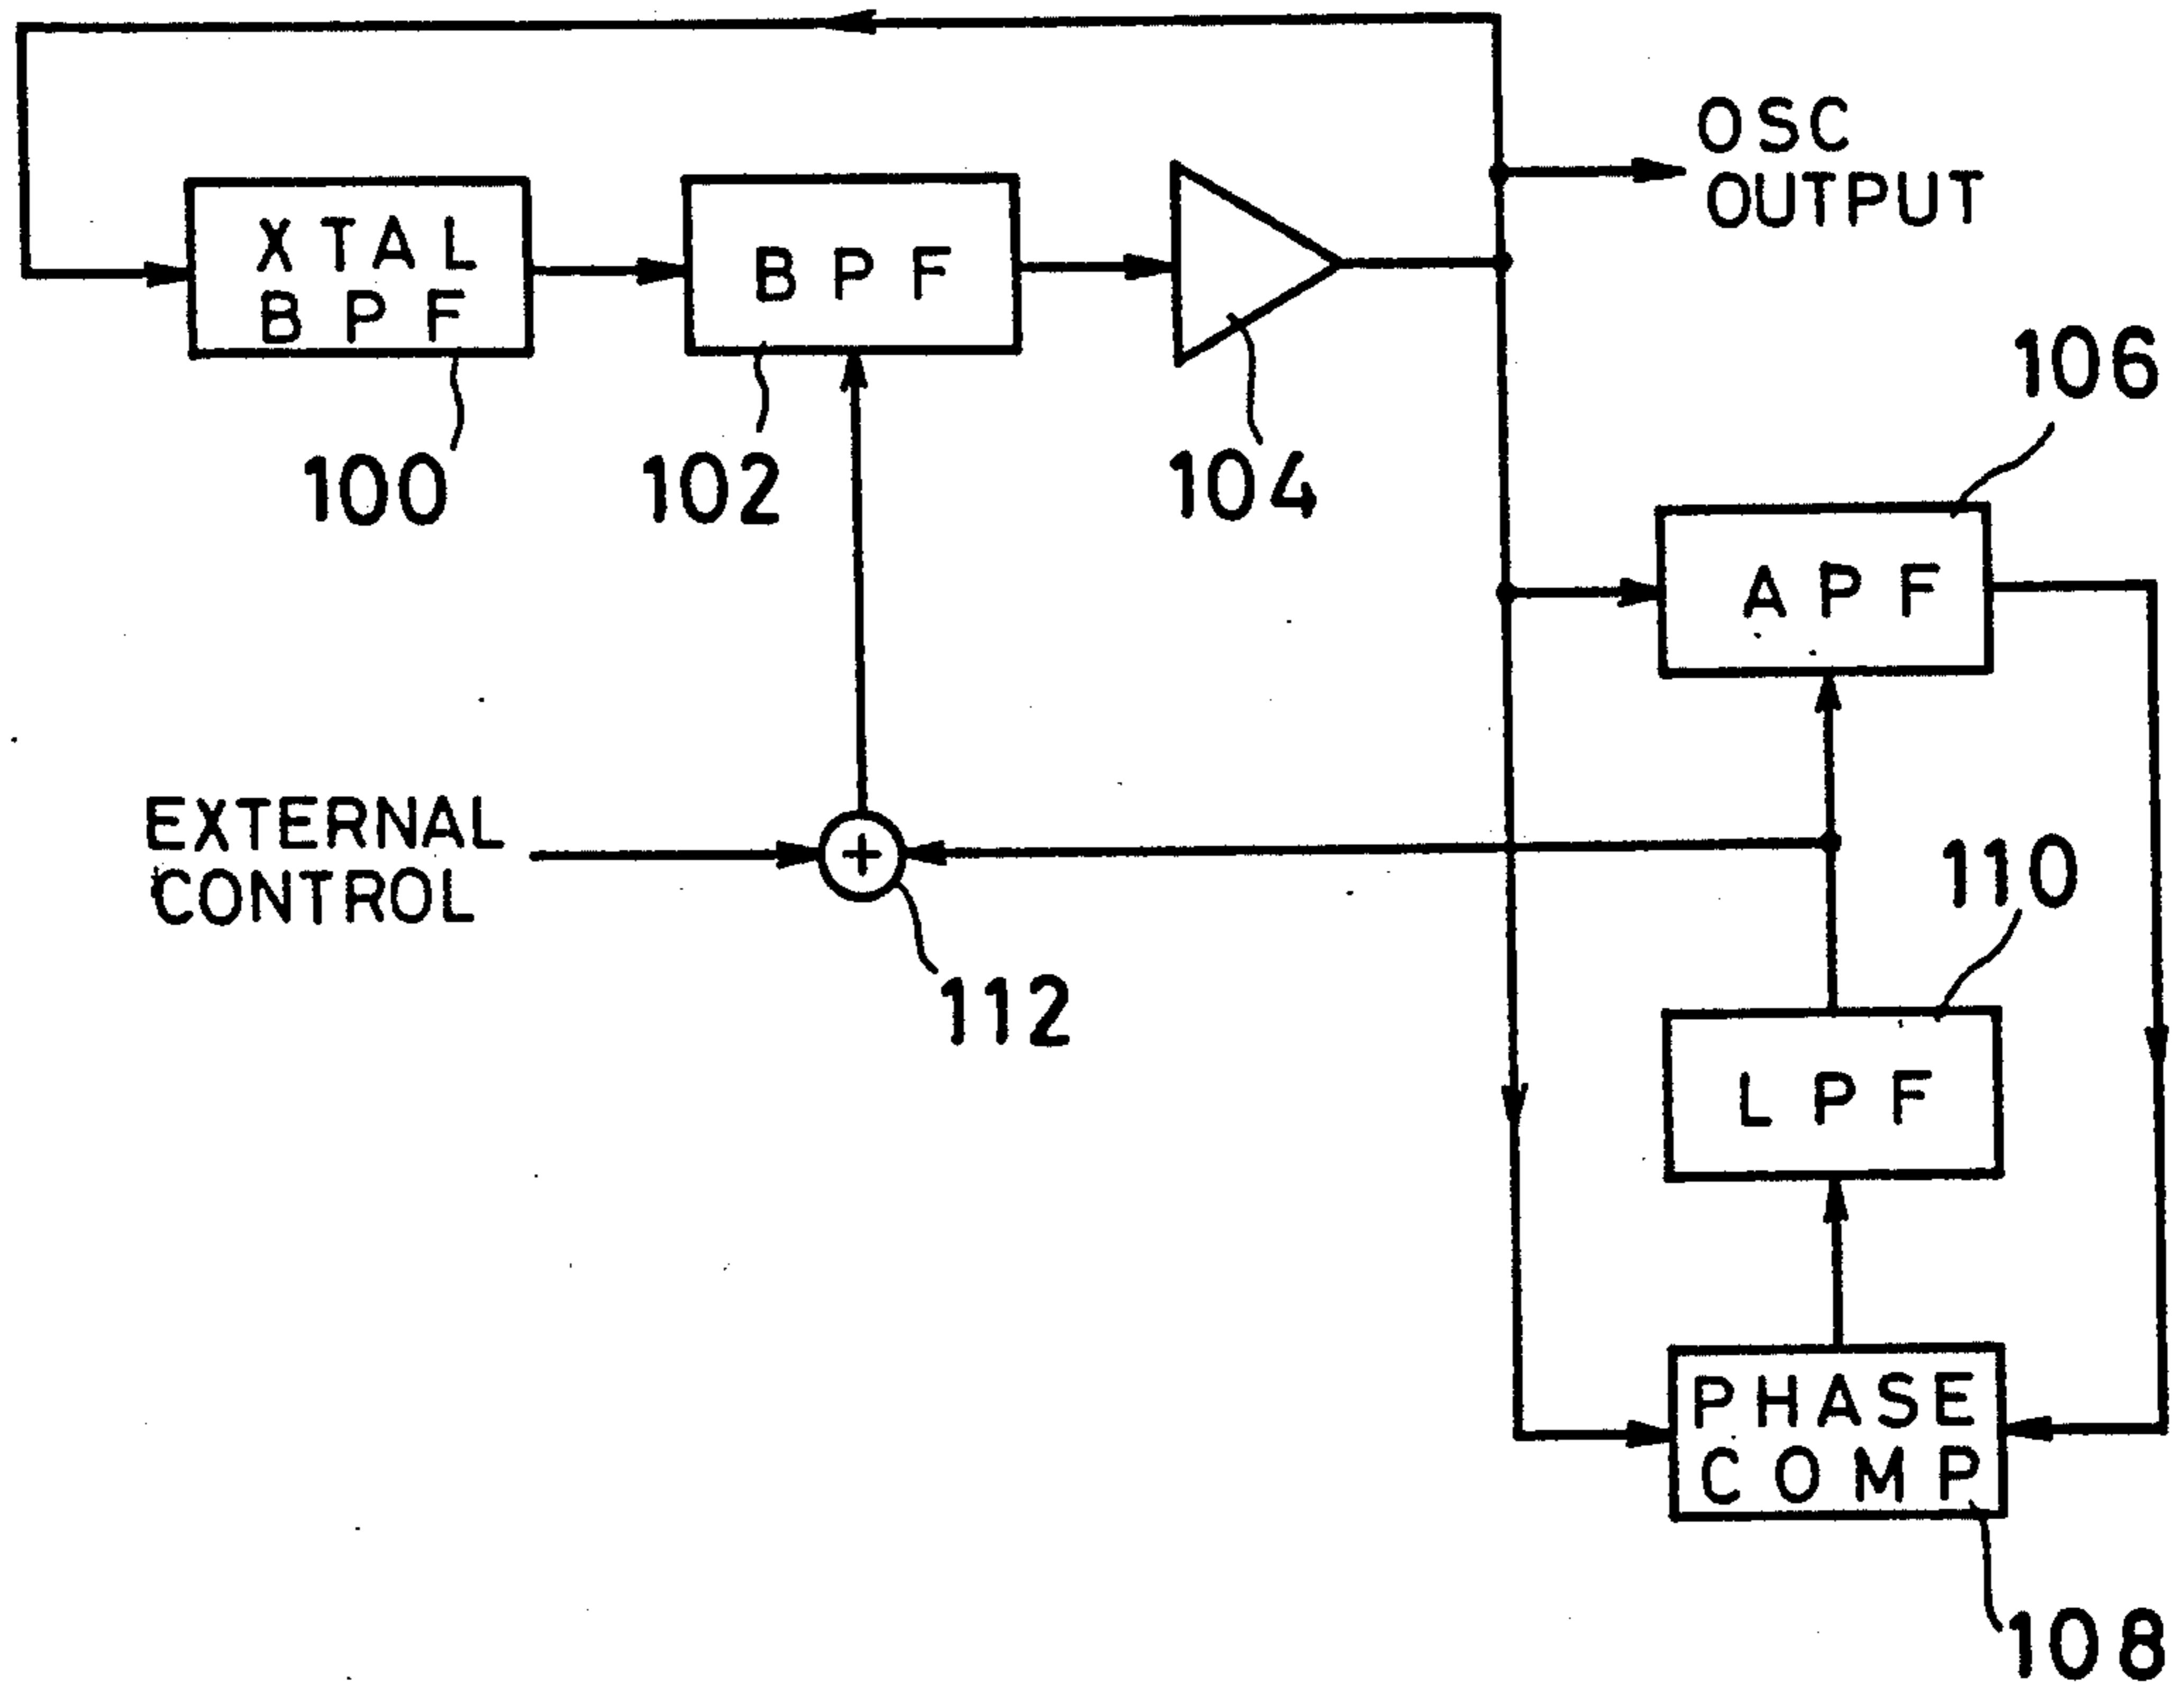 OSC
OUTPUT
XTAL
BPF
BPF
106
100
102
104
APF
EXTERNAL
CONTROL
+
110
112
LPF
PHASE
COMP
108